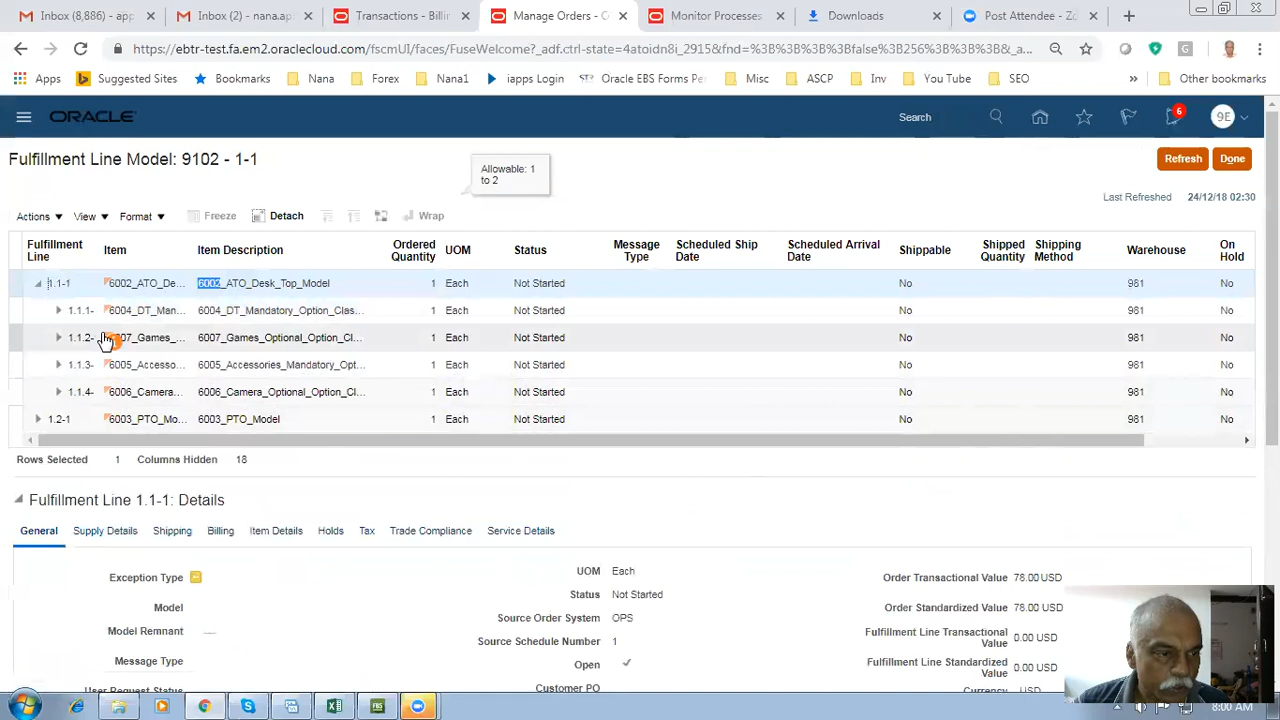 Inbox (8,886) - app
Inbox (2) - nana.ap
Transactions - Billin
Manage Orders - O
Monitor Processes
Downloads
Post Attendee - Zo
https://ebtr-test.fa.em2.oraclecloud.com/fscmUI/faces/FuseWelcome?_adf.ctrl-state=4atoidn8i_2915&fnd=%3B%3B%3B%3Bfalse%3B256%3B%3B%3B&_a...
Apps
Suggested Sites
Bookmarks
Nana
Forex
Nana1
iapps Login
Oracle EBS Forms Pe
Misc
ASCP
Inv
You Tube
SEO
Other bookmarks
ORACLE
Search
6
9E
Fulfillment Line Model: 9102 - 1-1
Allowable: 1
to 2
Refresh
Done
Last Refreshed 24/12/18 02:30
Actions View Format Freeze Detach Wrap
Fulfillment Line Item Item Description Ordered Quantity UOM Status Message Type Scheduled Ship Date Scheduled Arrival Date Shippable Shipped Quantity Shipping Method Warehouse On Hold
1.1-1 6002_ATO_De... 6002_ATO_Desk_Top_Model 1 Each Not Started No 981 No
1.1.1- 6004_DT_Man... 6004_DT_Mandatory_Option_Clas... 1 Each Not Started No 981 No
1.1.2- 07_Games_... 6007_Games_Optional_Option_Cl... 1 Each Not Started No 981 No
1.1.3- 6005_Accesso... 6005_Accessories_Mandatory_Opt... 1 Each Not Started No 981 No
1.1.4- 6006_Camera... 6006_Camera_Optional_Option_C... 1 Each Not Started No 981 No
1.2-1 6003_PTO_Mo... 6003_PTO_Model 1 Each Not Started No 981 No
Rows Selected 1 Columns Hidden 18
Fulfillment Line 1.1-1: Details
General Supply Details Shipping Billing Item Details Holds Tax Trade Compliance Service Details
Exception Type
Model
Model Remnant
Message Type
User Request Status
UOM Each
Status Not Started
Source Order System OPS
Source Schedule Number 1
Open
Customer PO
Order Transactional Value 78.00 USD
Order Standardized Value 78.00 USD
Fulfillment Line Transactional Value 0.00 USD
Fulfillment Line Standardized Value 0.00 USD
Currency USD
8:00 AM